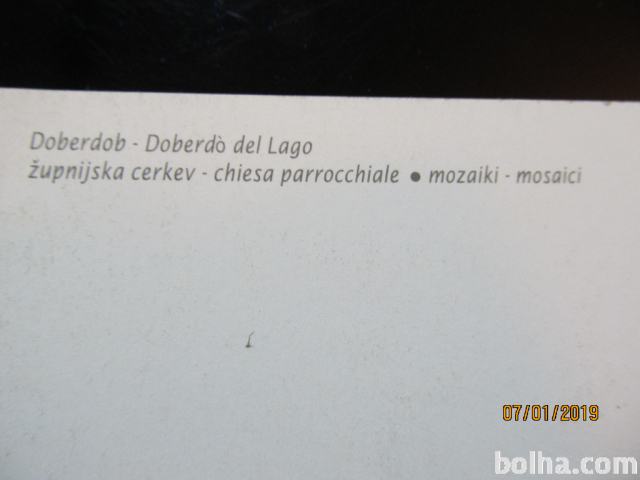 Doberdob - Doberdò del Lago
župnijska cerkev - chiesa parrocchiale • mozaiki - mosaici
07/01/2019
bolha.com